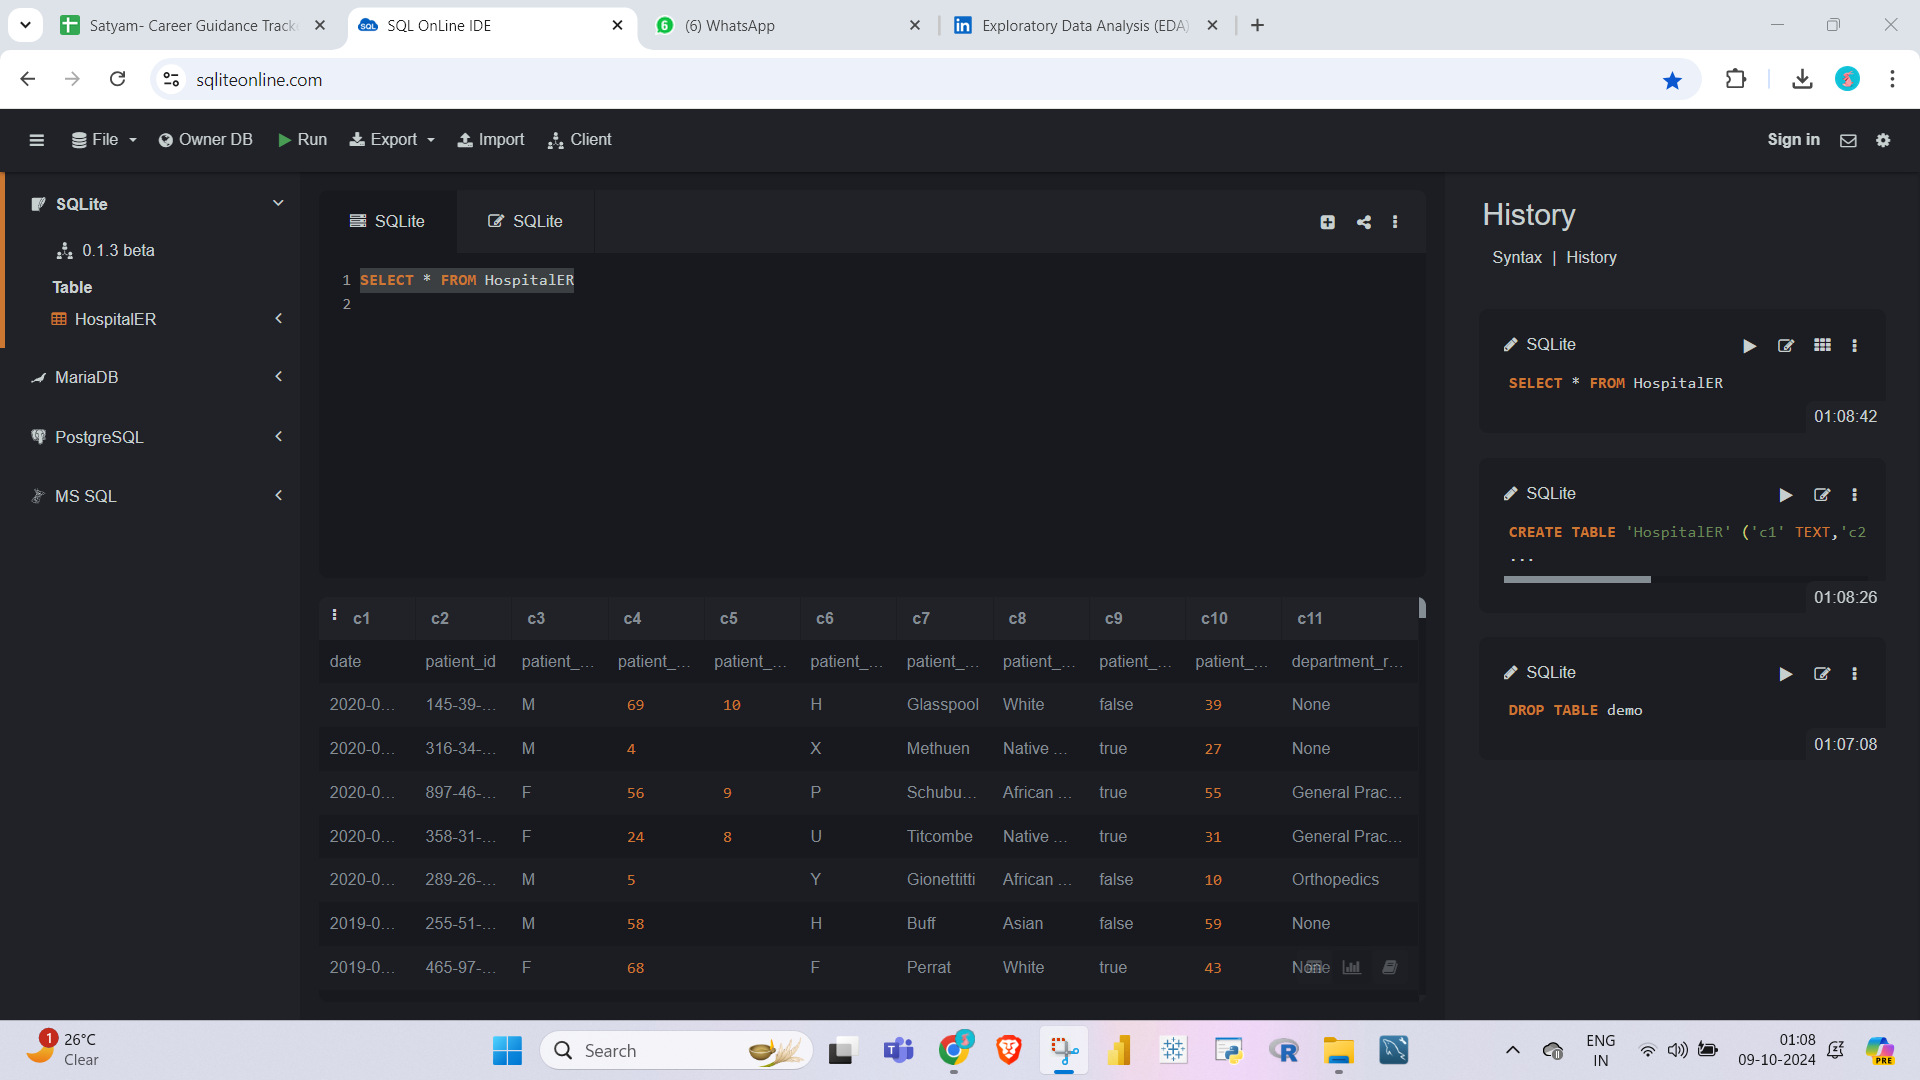 Satyam- Career Guidance Track
SQL OnLine IDE
(6) WhatsApp
Exploratory Data Analysis (EDA)
sqliteonline.com
File
Owner DB
Run
Export
Import
Client
Sign in
SQLite
0.1.3 beta
Table
HospitalER
MariaDB
PostgreSQL
MS SQL
SQLite
SQLite
1 SELECT * FROM HospitalER
2
c1 c2 c3 c4 c5 c6 c7 c8 c9 c10 c11
date patient_id patient_... patient_... patient_... patient_... patient_... patient_... patient_... patient_... department_r...
2020-0... 145-39-... M 69 10 H Glasspool White false 39 None
2020-0... 316-34-... M 4 X Methuen Native ... true 27 None
2020-0... 897-46-... F 56 9 P Schubu... African ... true 55 General Prac...
2020-0... 358-31-... F 24 8 U Titcombe Native ... true 31 General Prac...
2020-0... 289-26-... M 5 Y Gionettitti African ... false 10 Orthopedics
2019-0... 255-51-... M 58 H Buff Asian false 59 None
2019-0... 465-97-... F 68 F Perrat White true 43 None
History
Syntax | History
SQLite
SELECT * FROM HospitalER
01:08:42
SQLite
CREATE TABLE 'HospitalER' ('c1' TEXT,'c2
...
01:08:26
SQLite
DROP TABLE demo
01:07:08
1
26°C
Clear
Search
ENG
IN
01:08
09-10-2024
PRE